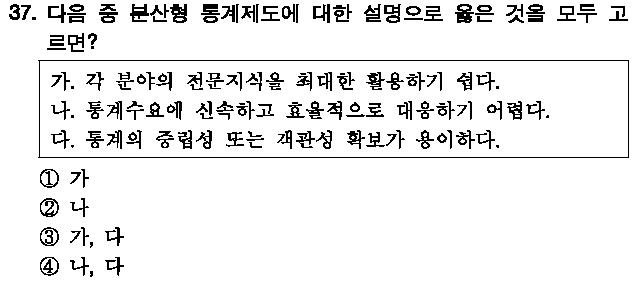 37. 다음 중 분산형 통계제도에 대한 설명으로 옳은 것을 모두 고
르면?
가. 각 분야의 전문지식을 최대한 활용하기 쉽다.
나. 통계수요에 신속하고 효율적으로 대응하기 어렵다.
다. 통계의 중립성 또는 객관성 확보가 용이하다.
① 가
② 나
③ 가, 다
④ 나, 다